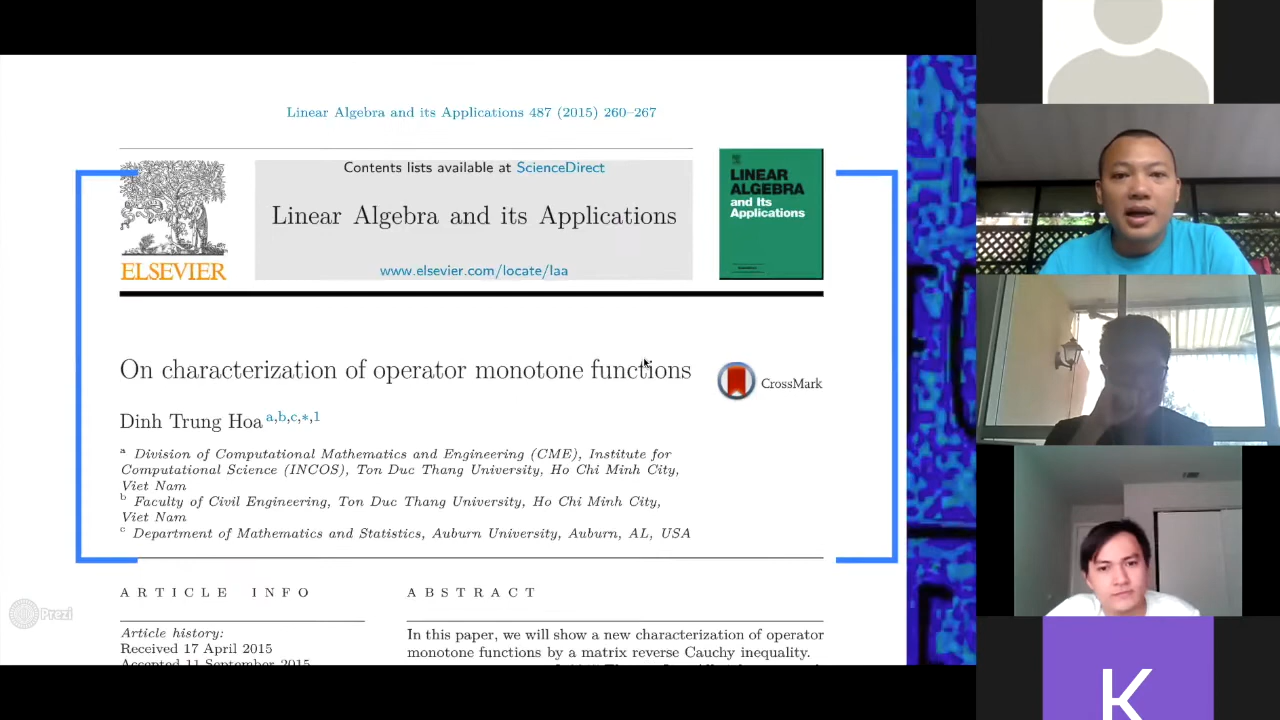 Linear Algebra and its Applications 487 (2015) 260–267
Contents lists available at ScienceDirect
Linear Algebra and its Applications
www.elsevier.com/locate/laa
ELSEVIER
LINEAR
ALGEBRA
and Its
Applications
On characterization of operator monotone functions
CrossMark
Dinh Trung Hoa a,b,c,∗,1
a Division of Computational Mathematics and Engineering (CME), Institute for
Computational Science (INCOS), Ton Duc Thang University, Ho Chi Minh City,
Viet Nam
b Faculty of Civil Engineering, Ton Duc Thang University, Ho Chi Minh City,
Viet Nam
c Department of Mathematics and Statistics, Auburn University, Auburn, AL, USA
ARTICLE INFO
Article history:
Received 17 April 2015
Accepted 11 September 2015
ABSTRACT
In this paper, we will show a new characterization of operator
monotone functions by a matrix reverse Cauchy inequality.
Prezi
K